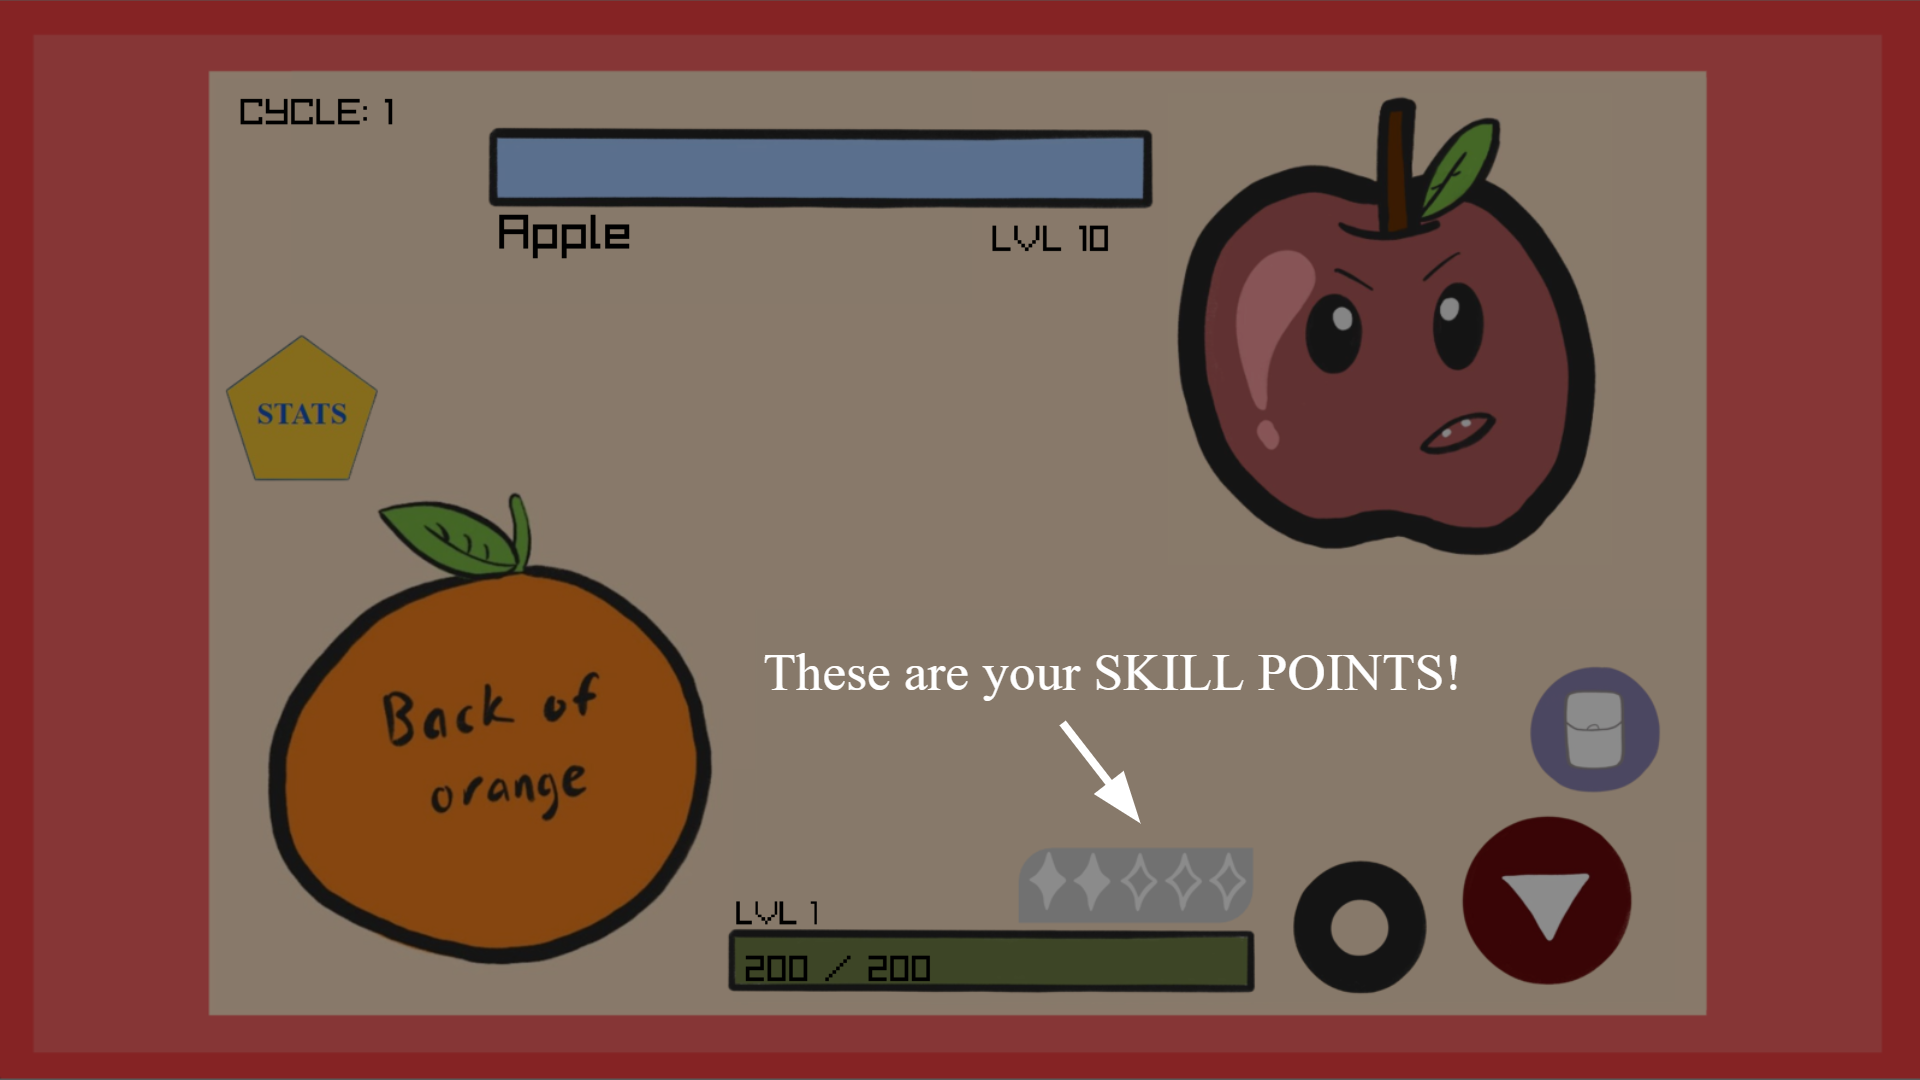 CYCLE: 1
Apple
LVL 10
STATS
Back of
orange
These are your SKILL POINTS!
LVL 1
200 / 200